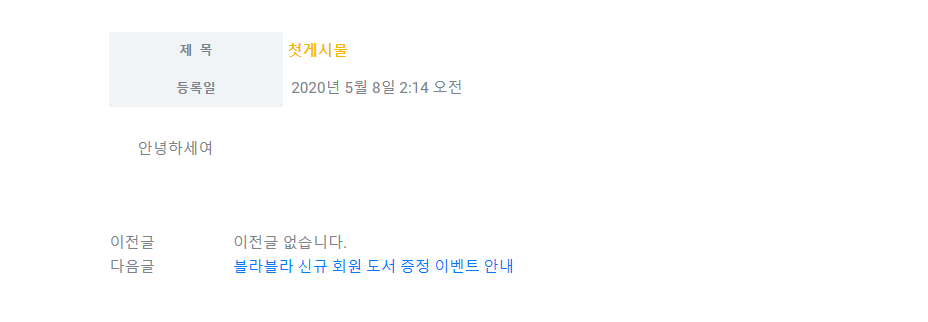 제 목 첫게시물
등록일 2020년 5월 8일 2:14 오전
안녕하세여
이전글 이전글 없습니다.
다음글 블라블라 신규 회원 도서 증정 이벤트 안내